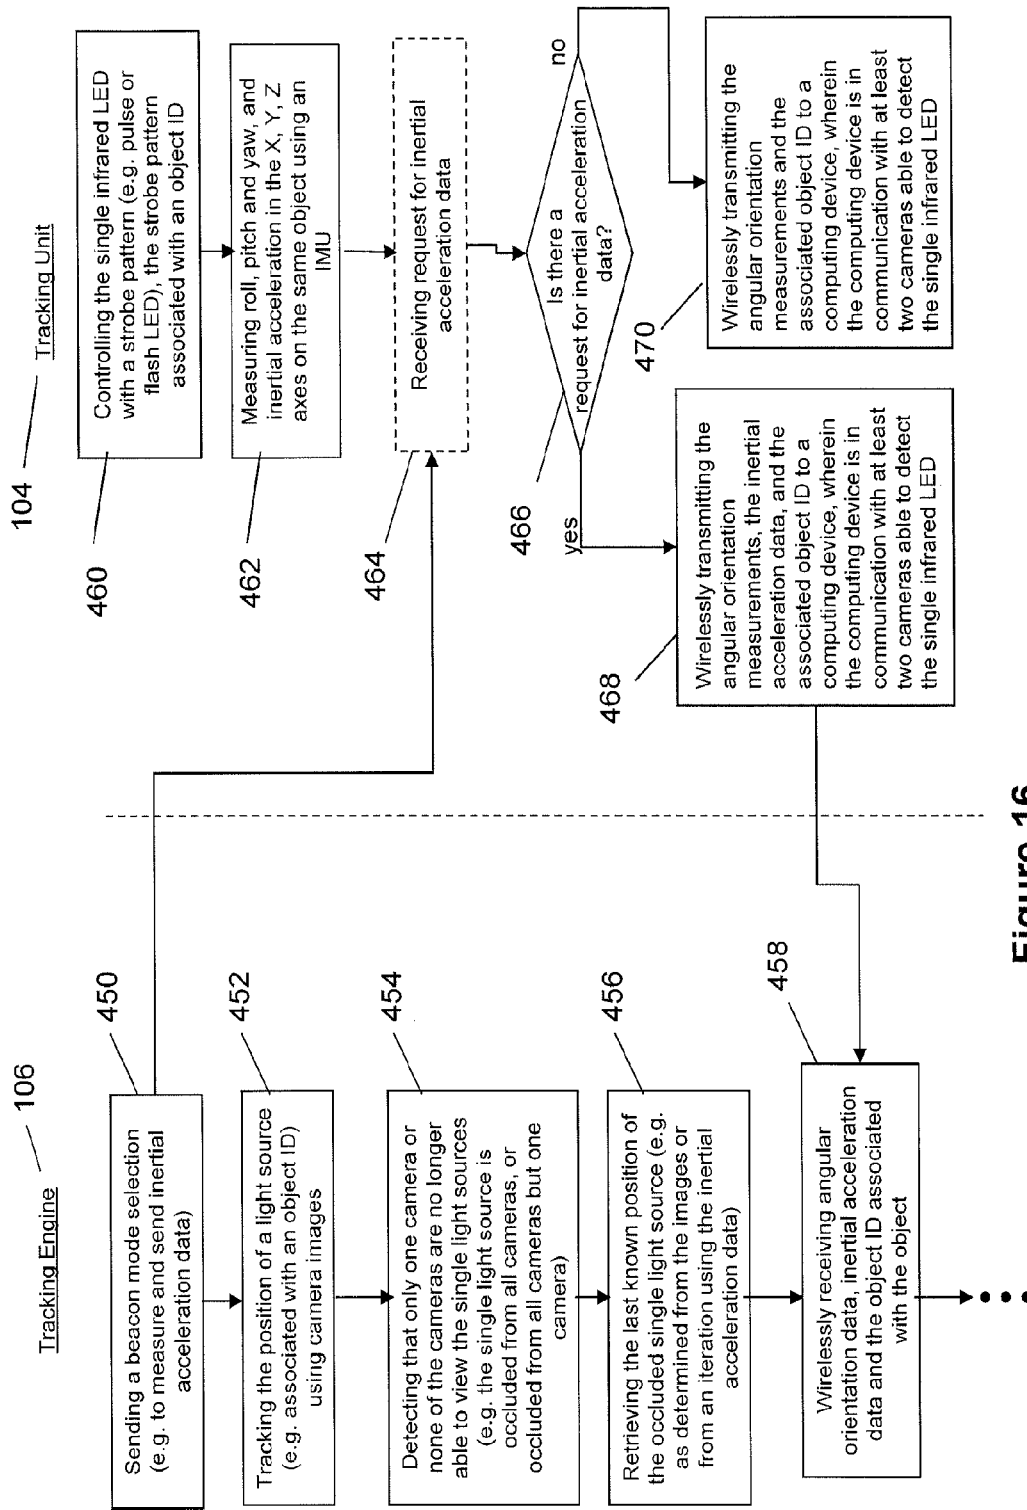 Tracking Engine
106
450
Sending a beacon mode selection
(e.g. to measure and send inertial
acceleration data)
452
Tracking the position of a light source
(e.g. associated with an object ID)
using camera images
454
Detecting that only one camera or
none of the cameras are no longer
able to view the single light sources
(e.g. the single light source is
occluded from all cameras, or
occluded from all cameras but one
camera)
456
Retrieving the last known position of
the occluded single light source (e.g.
as determined from the images or
from an iteration using the inertial
acceleration data)
458
Wirelessly receiving angular
orientation data, inertial acceleration
data and the object ID associated
with the object
104
Tracking Unit
460
Controlling the single infrared LED
with a strobe pattern (e.g. pulse or
flash LED), the strobe pattern
associated with an object ID
462
Measuring roll, pitch and yaw, and
inertial acceleration in the X, Y, Z
axes on the same object using an
IMU
464
Receiving request for inertial
acceleration data
466
Is there a
request for inertial acceleration
data?
yes
no
468
Wirelessly transmitting the
angular orientation
measurements, the inertial
acceleration data, and the
associated object ID to a
computing device, wherein
the computing device is in
communication with at least
two cameras able to detect
the single infrared LED
470
Wirelessly transmitting the
angular orientation
measurements and the
associated object ID to a
computing device, wherein
the computing device is in
communication with at least
two cameras able to detect
the single infrared LED
Figure 16